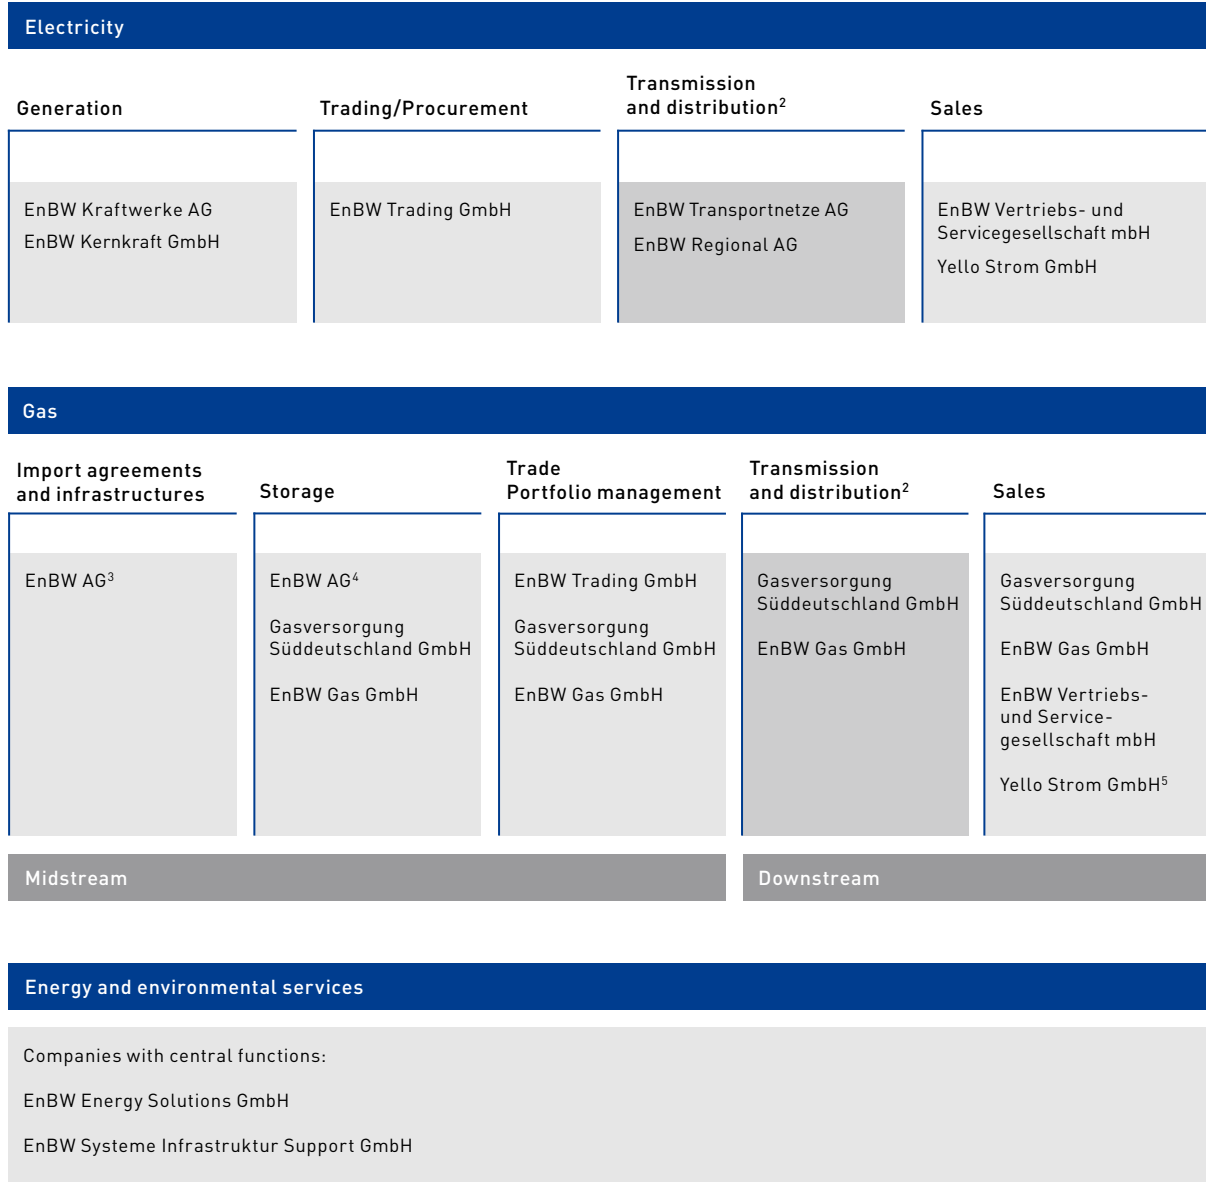 Electricity
Generation
Trading/Procurement
Transmission
and distribution²
Sales
EnBW Kraftwerke AG
EnBW Kernkraft GmbH
EnBW Trading GmbH
EnBW Transportnetze AG
EnBW Regional AG
EnBW Vertriebs- und
Servicegesellschaft mbH
Yello Strom GmbH
Gas
Import agreements
and infrastructures
Storage
Trade
Portfolio management
Transmission
and distribution²
Sales
EnBW AG³
EnBW AG⁴
Gasversorgung
Süddeutschland GmbH
EnBW Gas GmbH
EnBW Trading GmbH
Gasversorgung
Süddeutschland GmbH
EnBW Gas GmbH
Gasversorgung
Süddeutschland GmbH
EnBW Gas GmbH
Gasversorgung
Süddeutschland GmbH
EnBW Gas GmbH
EnBW Vertriebs-
und Service-
gesellschaft mbH
Yello Strom GmbH⁵
Midstream
Downstream
Energy and environmental services
Companies with central functions:
EnBW Energy Solutions GmbH
EnBW Systeme Infrastruktur Support GmbH